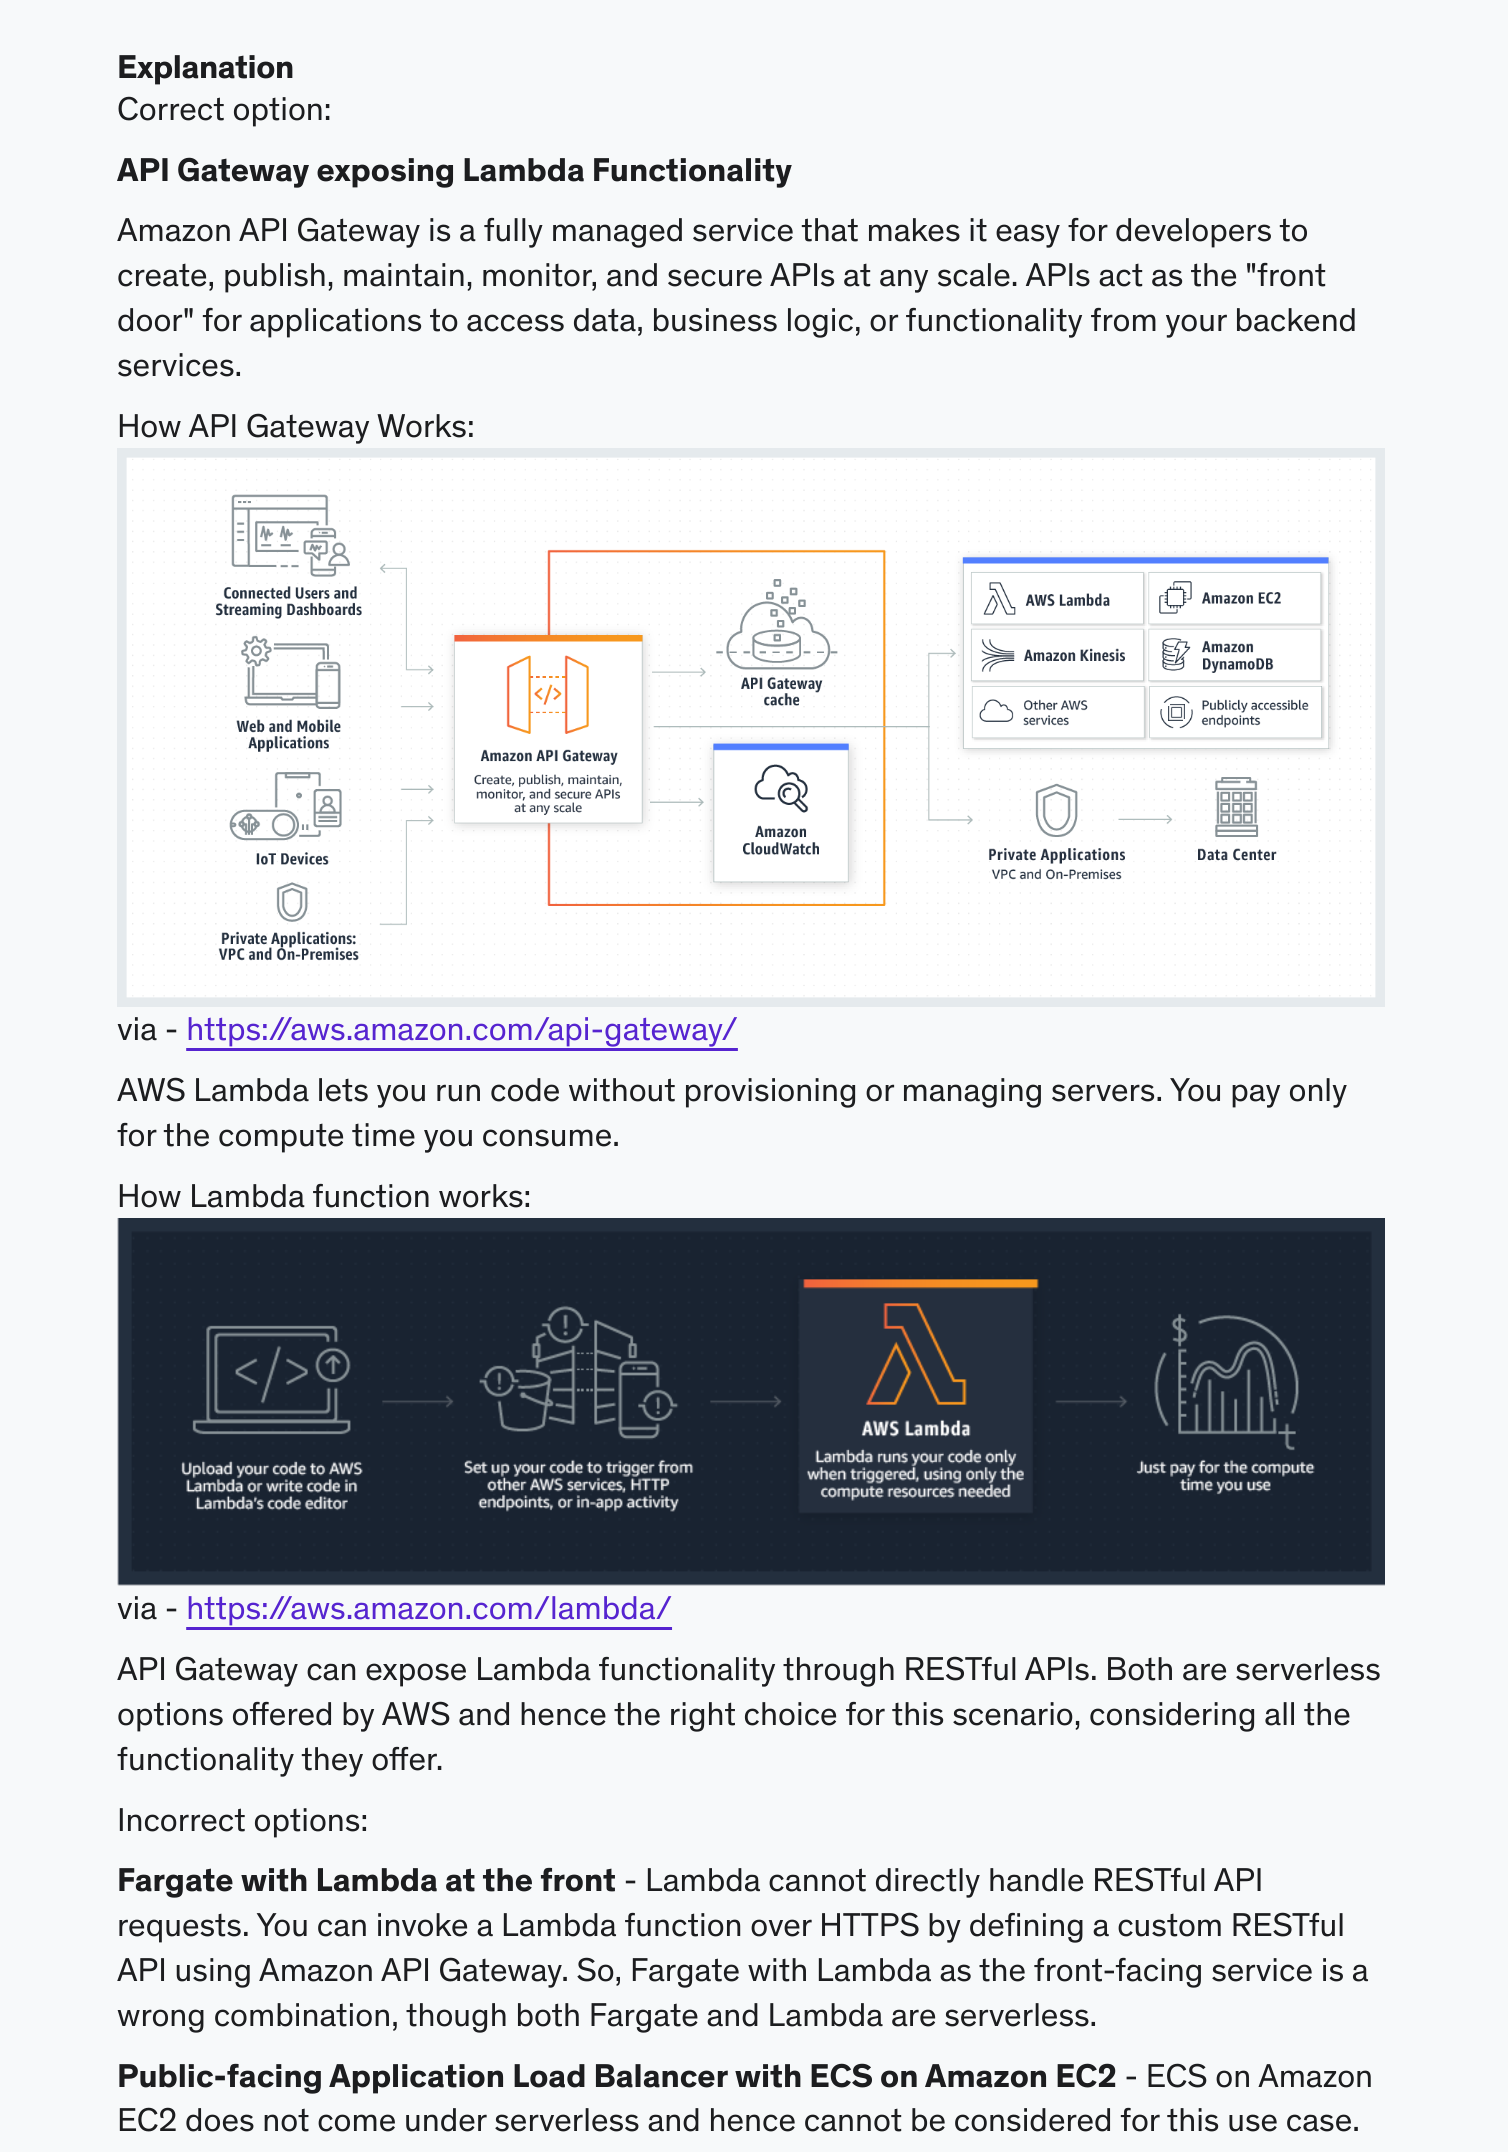 Explanation
Correct option:
API Gateway exposing Lambda Functionality
Amazon API Gateway is a fully managed service that makes it easy for developers to
create, publish, maintain, monitor, and secure APIs at any scale. APIs act as the "front
door" for applications to access data, business logic, or functionality from your backend
services.
How API Gateway Works:
Connected Users and
Streaming Dashboards
Web and Mobile
Applications
IoT Devices
Private Applications:
VPC and On-Premises
</>
Amazon API Gateway
Create, publish, maintain,
monitor, and secure APIs
at any scale
API Gateway
cache
Amazon
CloudWatch
AWS Lambda
Amazon EC2
Amazon Kinesis
Amazon
DynamoDB
Other AWS
services
Publicly accessible
endpoints
Private Applications
VPC and On-Premises
Data Center
via - https://aws.amazon.com/api-gateway/
AWS Lambda lets you run code without provisioning or managing servers. You pay only
for the compute time you consume.
How Lambda function works:
</>
Upload your code to AWS
Lambda or write code in
Lambda's code editor
Set up your code to trigger from
other AWS services, HTTP
endpoints, or in-app activity
AWS Lambda
Lambda runs your code only
when triggered, using only the
compute resources needed
$
t
Just pay for the compute
time you use
via - https://aws.amazon.com/lambda/
API Gateway can expose Lambda functionality through RESTful APIs. Both are serverless
options offered by AWS and hence the right choice for this scenario, considering all the
functionality they offer.
Incorrect options:
Fargate with Lambda at the front - Lambda cannot directly handle RESTful API
requests. You can invoke a Lambda function over HTTPS by defining a custom RESTful
API using Amazon API Gateway. So, Fargate with Lambda as the front-facing service is a
wrong combination, though both Fargate and Lambda are serverless.
Public-facing Application Load Balancer with ECS on Amazon EC2 - ECS on Amazon
EC2 does not come under serverless and hence cannot be considered for this use case.